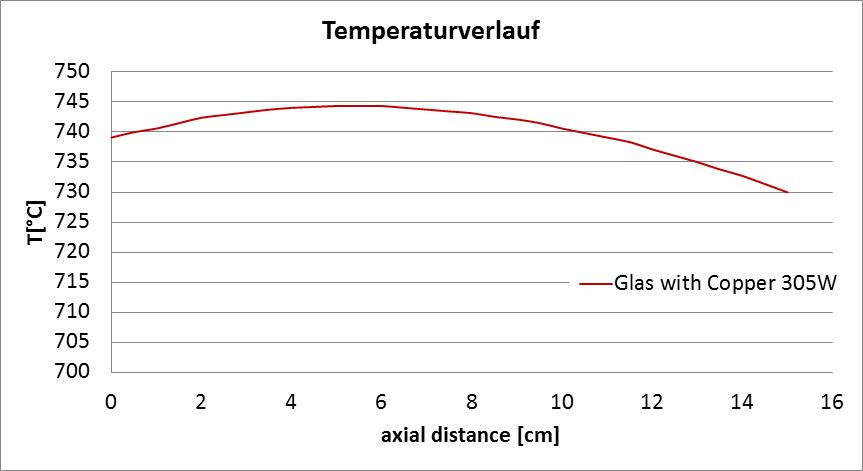 Temperaturverlauf
750
745
740
735
730
725
720
715
710
705
700
T[°C]
Glas with Copper 305W
0 2 4 6 8 10 12 14 16
axial distance [cm]